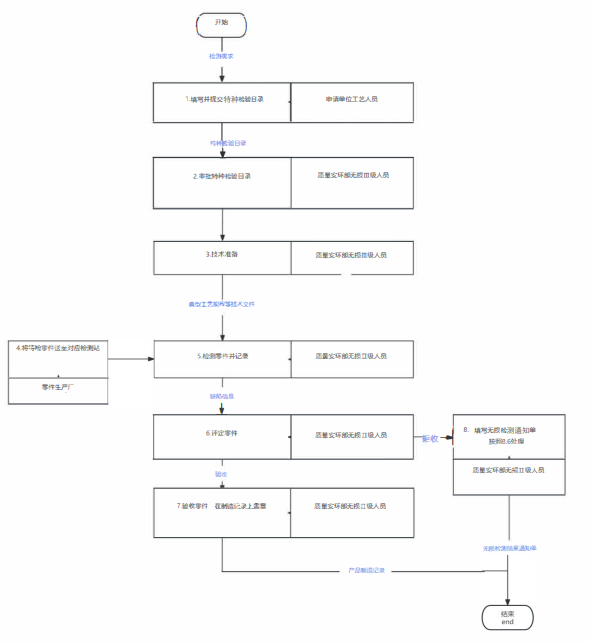 开始
检测需求
1.填写并提交特种检验目录
申请单位工艺人员
特种检验目录
2.审批特种检验目录
质量安环部无损Ⅲ级人员
3.技术准备
质量安环部无损Ⅲ级人员
典型工艺规程等技术文件
4.将待检零件送至对应检测站
零件生产厂
5.检测零件并记录
质量安环部无损Ⅱ级人员
缺陷信息
6.评定零件
质量安环部无损Ⅱ级人员
拒收
8. 填写无损检测通知单
按照8.6处理
质量安环部无损Ⅱ级人员
验收
7.验收零件 在制造记录上盖章
质量安环部无损Ⅱ级人员
无损检测结果通知单
产品制造记录
结束
end